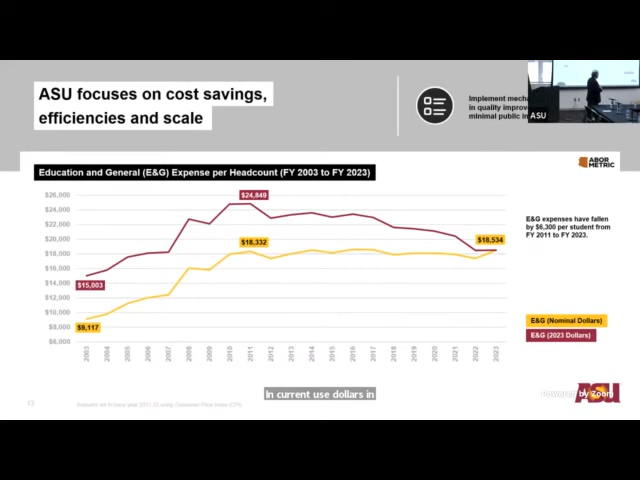 ASU focuses on cost savings,
efficiencies and scale
Implement mecha
in quality improve
minimal public in
ASU
Education and General (E&G) Expense per Headcount (FY 2003 to FY 2023)
ABOR
METRIC
$26,000
$24,000
$22,000
$20,000
$18,000
$16,000
$14,000
$12,000
$10,000
$8,000
$6,000
$24,849
$18,332
$18,534
$15,003
$9,117
2003 2004 2005 2006 2007 2008 2009 2010 2011 2012 2013 2014 2015 2016 2017 2018 2019 2020 2021 2022 2023
E&G expenses have fallen
by $6,300 per student from
FY 2011 to FY 2023.
E&G (Nominal Dollars)
E&G (2023 Dollars)
In current use dollars in
Powered by Zoom
ASU
13